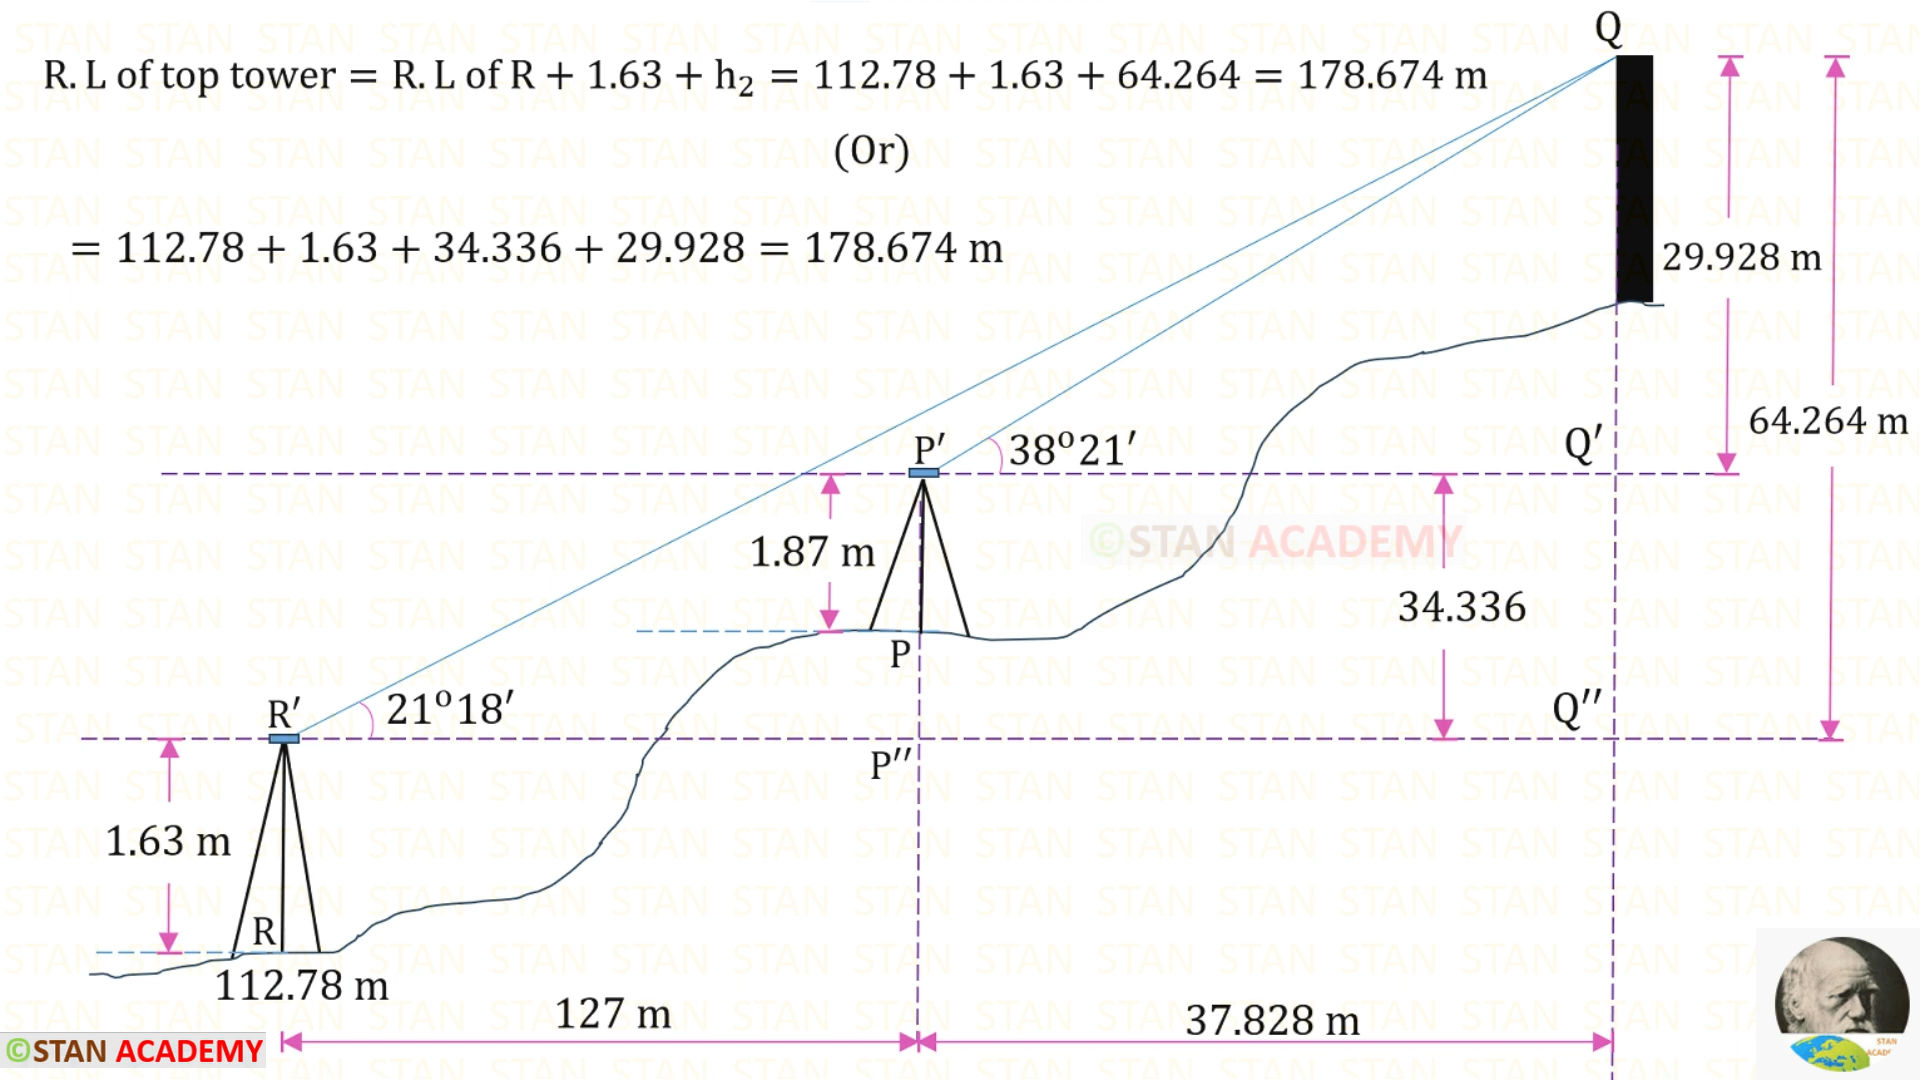 Q
R. L of top tower = R. L of R + 1.63 + h₂ = 112.78 + 1.63 + 64.264 = 178.674 m
(Or)
= 112.78 + 1.63 + 34.336 + 29.928 = 178.674 m
29.928 m
64.264 m
P′
38°21′
Q′
1.87 m
©STAN ACADEMY
34.336
P
R′
21°18′
Q′′
P′′
1.63 m
R
112.78 m
127 m
37.828 m
©STAN ACADEMY
STAN